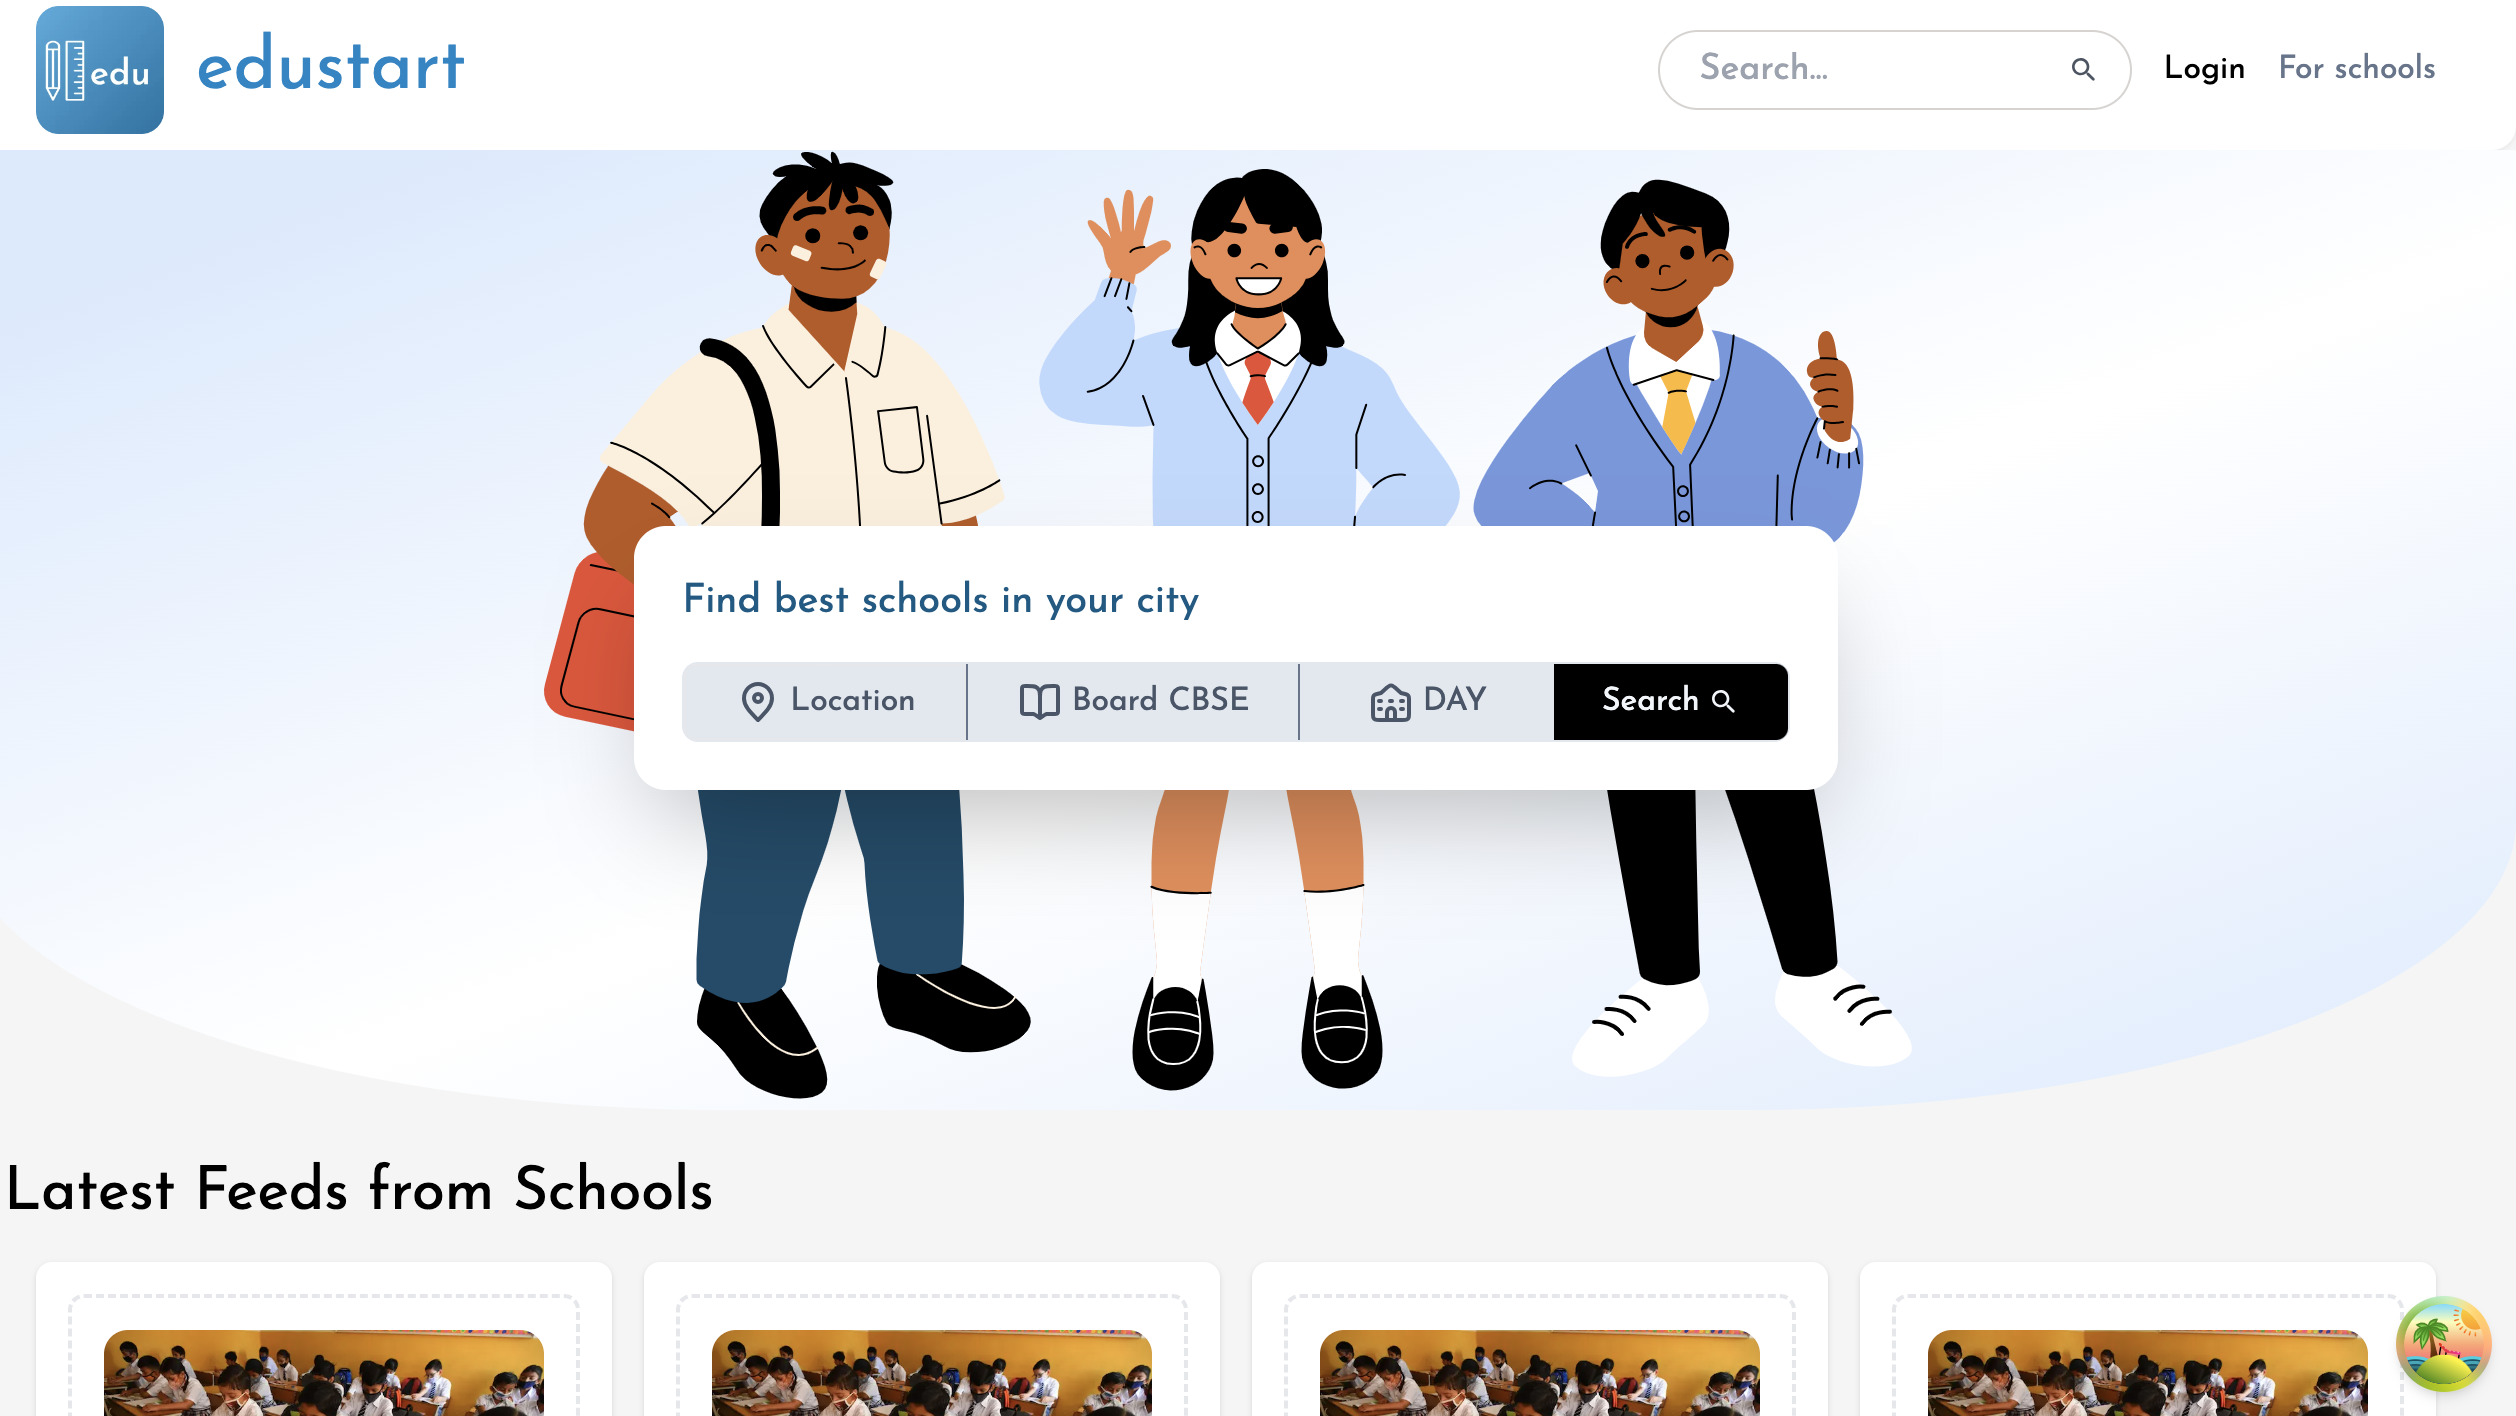 edu
edustart
Search...
Login
For schools
Find best schools in your city
Location
Board CBSE
DAY
Search
Latest Feeds from Schools